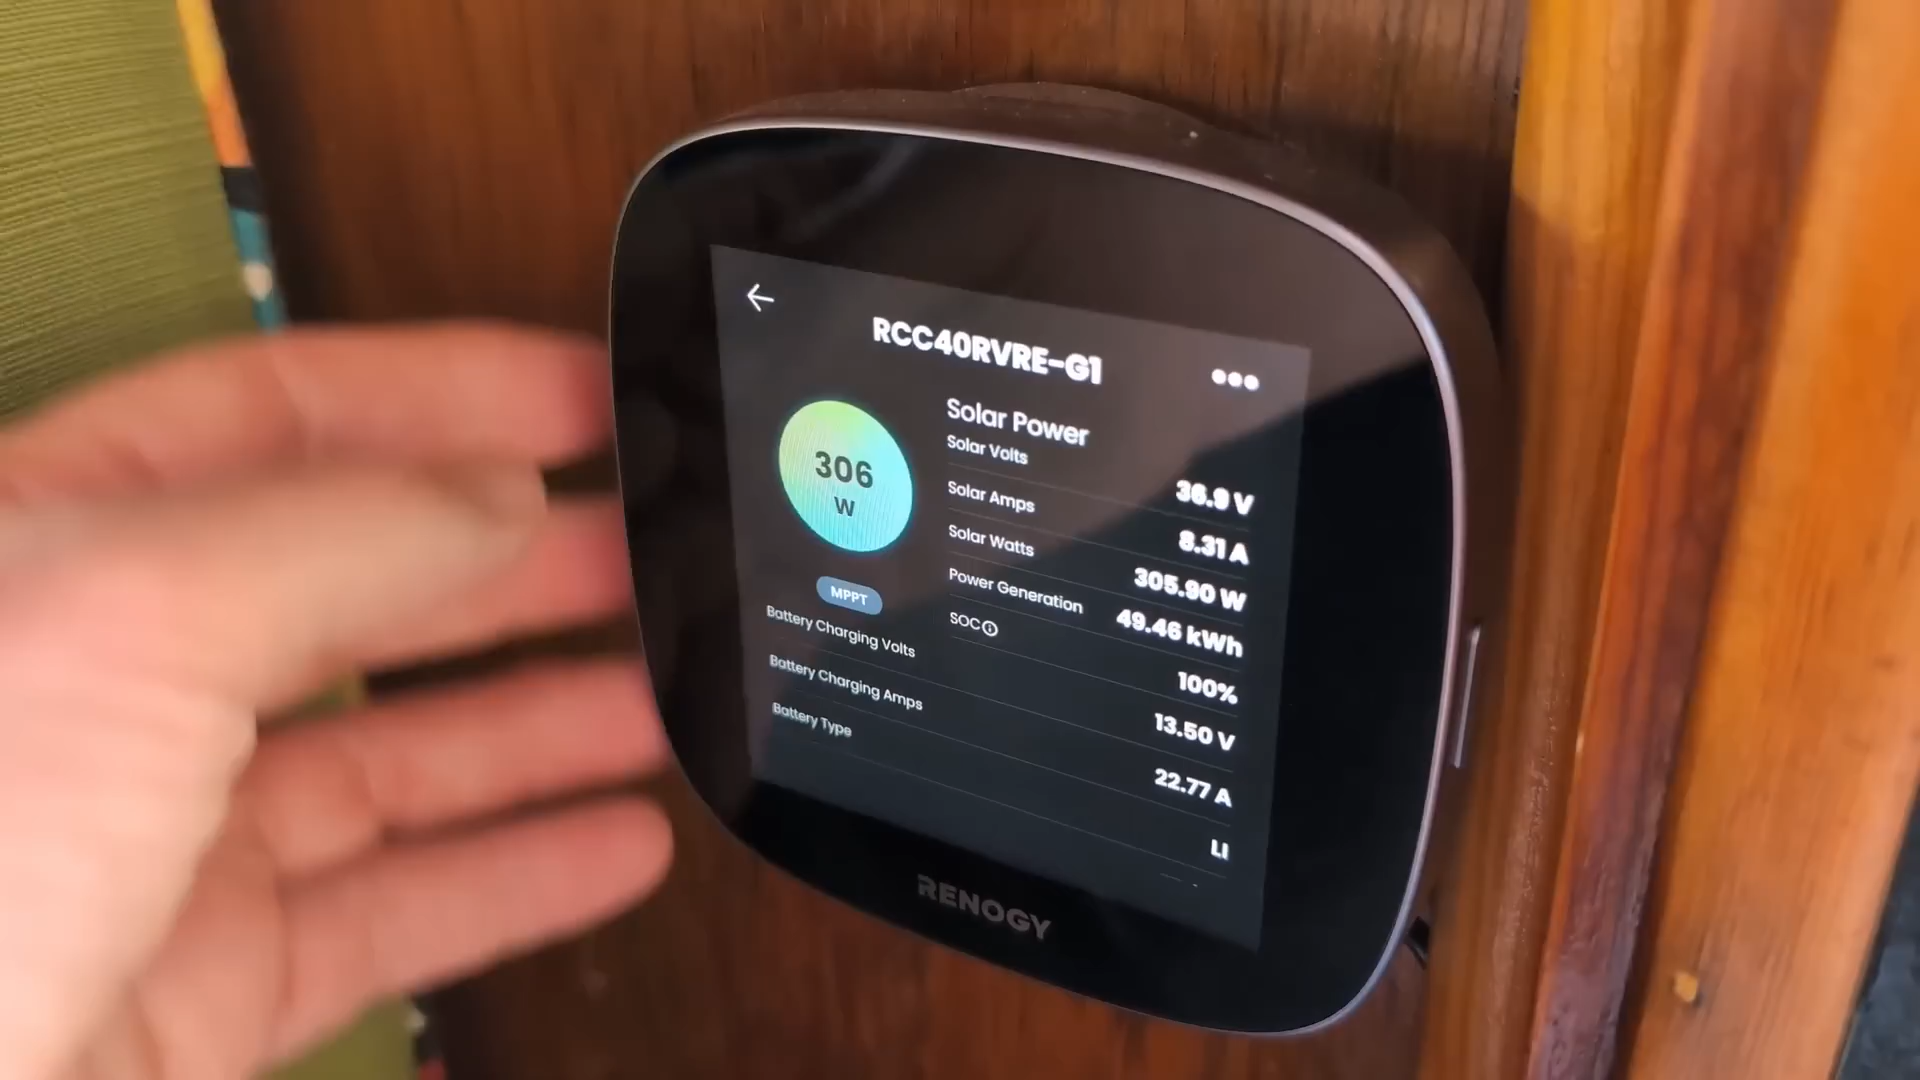 RCC40RVRE-G1
306
W
MPPT
Solar Power
Solar Volts
36.9 V
Solar Amps
8.31 A
Solar Watts
305.90 W
Power Generation
49.46 kWh
SOC
100%
Battery Charging Volts
13.50 V
Battery Charging Amps
22.77 A
Battery Type
LI
RENOGY